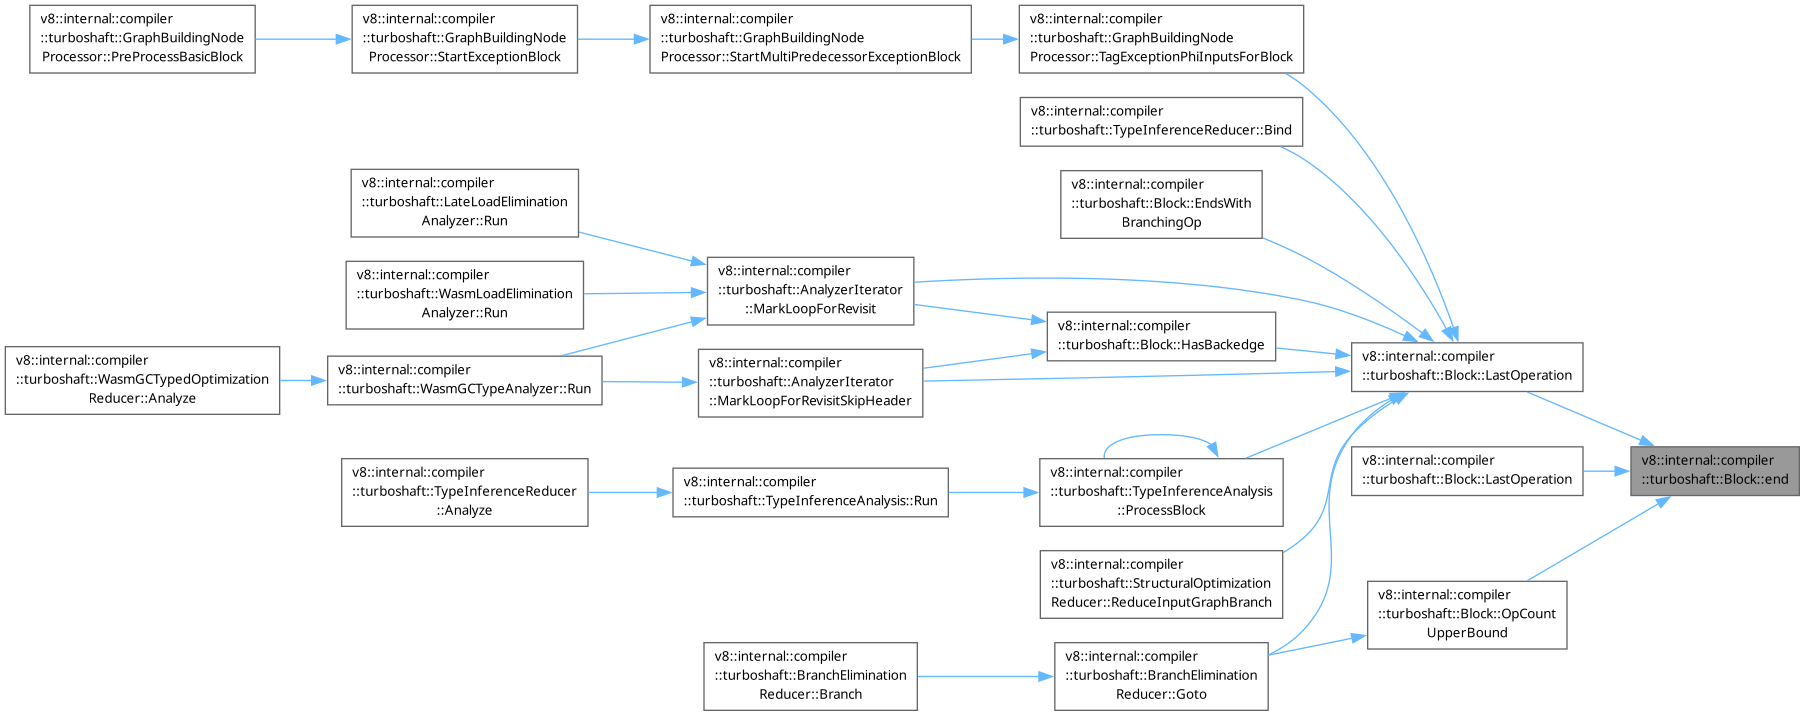 v8::internal::compiler
::turboshaft::GraphBuildingNode
Processor::PreProcessBasicBlock
v8::internal::compiler
::turboshaft::GraphBuildingNode
Processor::StartExceptionBlock
v8::internal::compiler
::turboshaft::GraphBuildingNode
Processor::StartMultiPredecessorExceptionBlock
v8::internal::compiler
::turboshaft::GraphBuildingNode
Processor::TagExceptionPhiInputsForBlock
v8::internal::compiler
::turboshaft::TypeInferenceReducer::Bind
v8::internal::compiler
::turboshaft::LateLoadElimination
Analyzer::Run
v8::internal::compiler
::turboshaft::Block::EndsWith
BranchingOp
v8::internal::compiler
::turboshaft::WasmLoadElimination
Analyzer::Run
v8::internal::compiler
::turboshaft::AnalyzerIterator
::MarkLoopForRevisit
v8::internal::compiler
::turboshaft::Block::HasBackedge
v8::internal::compiler
::turboshaft::WasmGCTypedOptimization
Reducer::Analyze
v8::internal::compiler
::turboshaft::WasmGCTypeAnalyzer::Run
v8::internal::compiler
::turboshaft::AnalyzerIterator
::MarkLoopForRevisitSkipHeader
v8::internal::compiler
::turboshaft::Block::LastOperation
v8::internal::compiler
::turboshaft::TypeInferenceReducer
::Analyze
v8::internal::compiler
::turboshaft::TypeInferenceAnalysis::Run
v8::internal::compiler
::turboshaft::TypeInferenceAnalysis
::ProcessBlock
v8::internal::compiler
::turboshaft::Block::LastOperation
v8::internal::compiler
::turboshaft::Block::end
v8::internal::compiler
::turboshaft::StructuralOptimization
Reducer::ReduceInputGraphBranch
v8::internal::compiler
::turboshaft::Block::OpCount
UpperBound
v8::internal::compiler
::turboshaft::BranchElimination
Reducer::Branch
v8::internal::compiler
::turboshaft::BranchElimination
Reducer::Goto